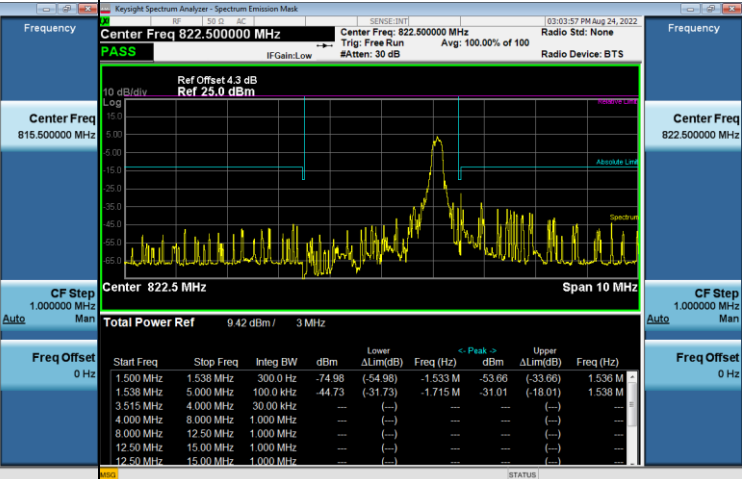 Keysight Spectrum Analyzer - Spectrum Emission Mask
RF 50 Ω AC SENSE:INT 03:03:57 PM Aug 24, 2022
Center Freq 822.500000 MHz
Center Freq: 822.500000 MHz
Radio Std: None
Trig: Free Run Avg: 100.00% of 100
PASS
IFGain:Low
#Atten: 30 dB
Radio Device: BTS
Frequency
Center Freq
815.500000 MHz
CF Step
1.000000 MHz
Auto Man
Freq Offset
0 Hz
Ref Offset 4.3 dB
10 dB/div Ref 25.0 dBm
Log
15.0
5.00
-5.00
-15.0
-25.0
-35.0
-45.0
-55.0
-65.0
Relative Limit
Absolute Limit
Spectrum
Center 822.5 MHz Span 10 MHz
Total Power Ref 9.42 dBm / 3 MHz
Lower <- Peak -> Upper
Start Freq Stop Freq Integ BW dBm ΔLim(dB) Freq (Hz) dBm ΔLim(dB) Freq (Hz)
1.500 MHz 1.538 MHz 300.0 Hz -74.98 (-54.98) -1.533 M -53.66 (-33.66) 1.536 M
1.538 MHz 5.000 MHz 100.0 kHz -44.73 (-31.73) -1.715 M -31.01 (-18.01) 1.538 M
3.515 MHz 4.000 MHz 30.00 kHz --- (---) --- --- (---) ---
4.000 MHz 8.000 MHz 1.000 MHz --- (---) --- --- (---) ---
8.000 MHz 12.50 MHz 1.000 MHz --- (---) --- --- (---) ---
12.50 MHz 15.00 MHz 1.000 MHz --- (---) --- --- (---) ---
12.50 MHz 15.00 MHz 1.000 MHz --- (---) --- --- (---) ---
MSG STATUS
Frequency
Center Freq
822.500000 MHz
CF Step
1.000000 MHz
Auto Man
Freq Offset
0 Hz